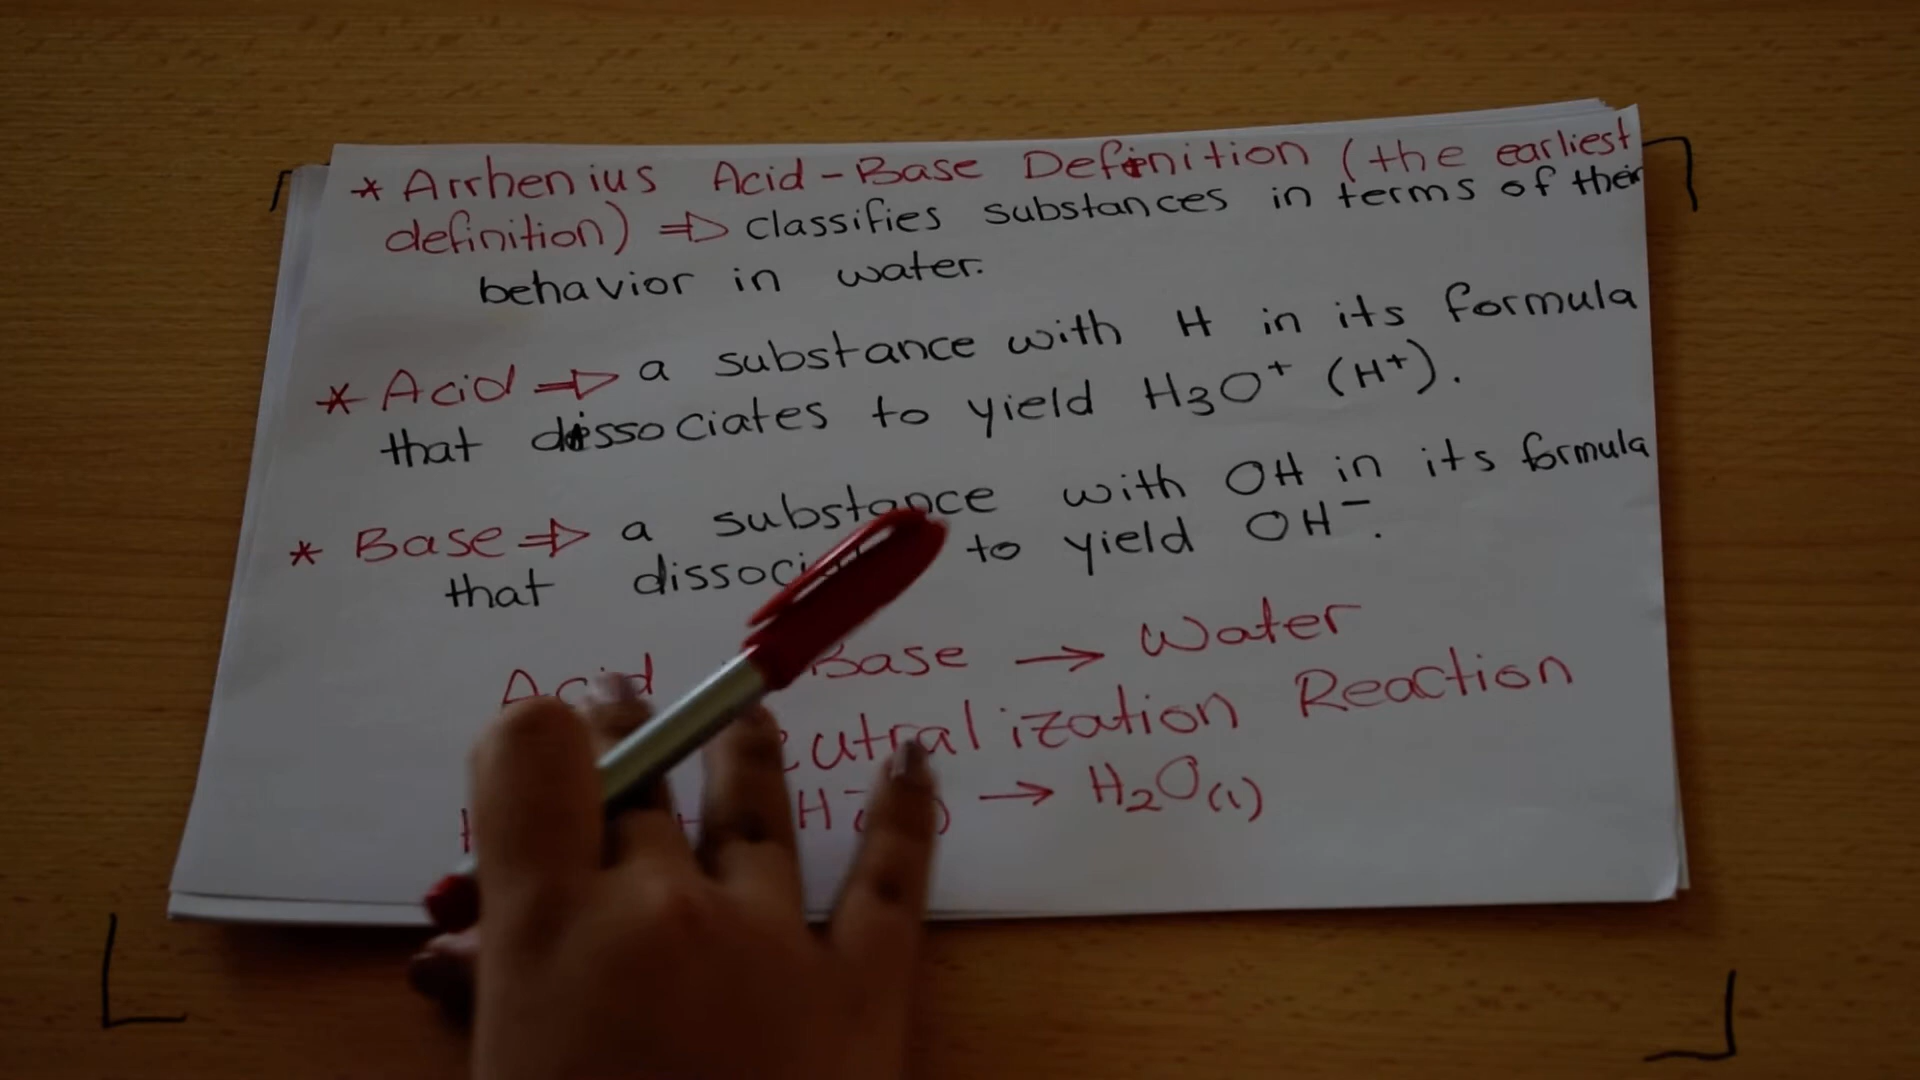 * Arrhenius Acid-Base Definition (the earliest
definition) ⇒ classifies substances in terms of their
behavior in water.
* Acid ⇒ a substance with H in its formula
that dissociates to yield H₃O⁺ (H⁺).
* Base ⇒ a substance with OH in its formula
that to yield OH⁻.
Acid Base → Water
Reaction
→ H₂O(l)